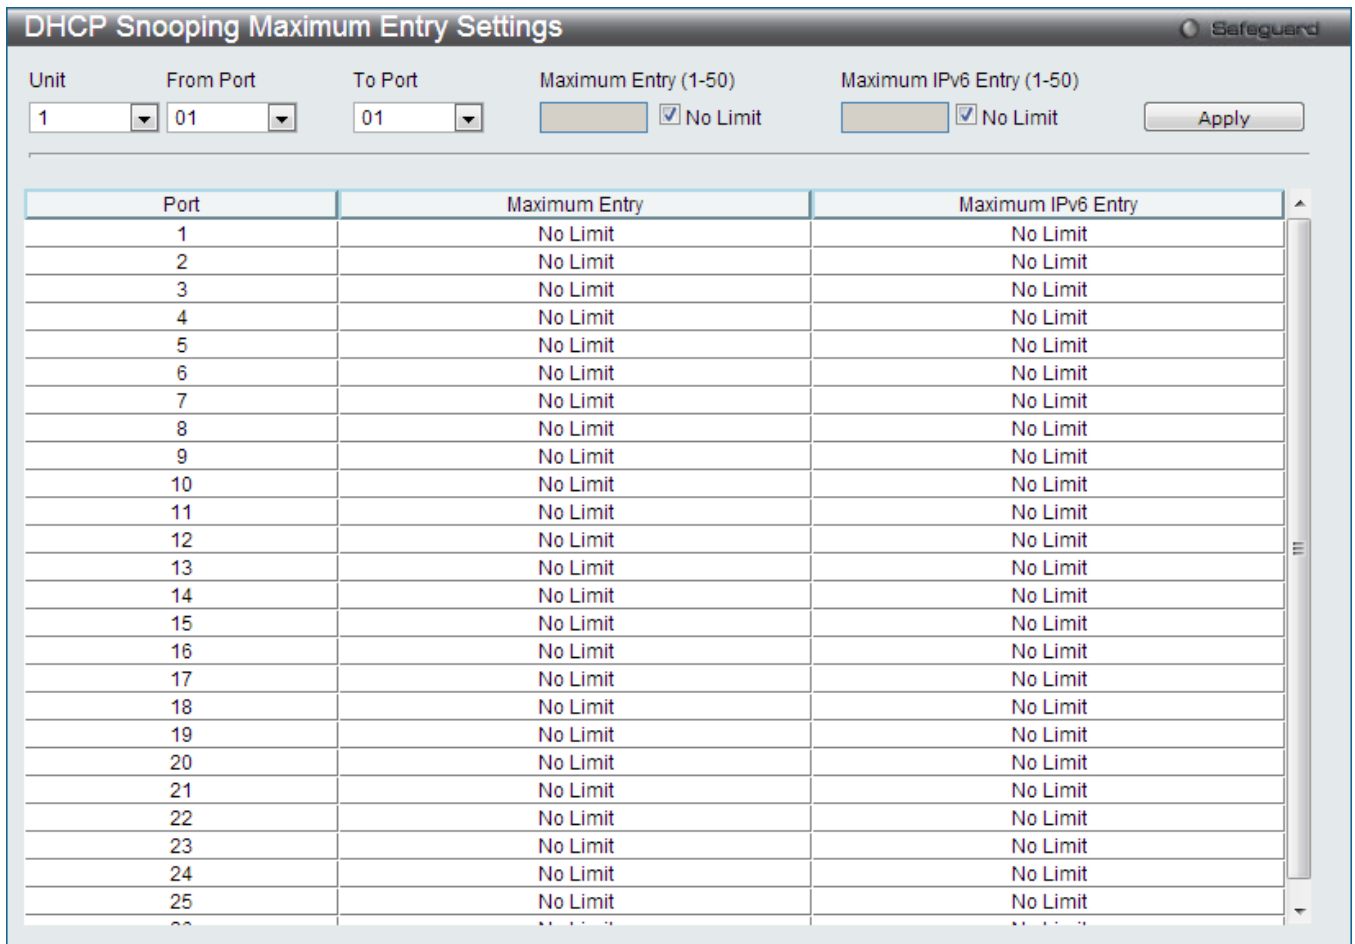 DHCP Snooping Maximum Entry Settings Safeguard
Unit From Port To Port Maximum Entry (1-50) Maximum IPv6 Entry (1-50)
1 01 01 No Limit No Limit Apply
Port Maximum Entry Maximum IPv6 Entry
1 No Limit No Limit
2 No Limit No Limit
3 No Limit No Limit
4 No Limit No Limit
5 No Limit No Limit
6 No Limit No Limit
7 No Limit No Limit
8 No Limit No Limit
9 No Limit No Limit
10 No Limit No Limit
11 No Limit No Limit
12 No Limit No Limit
13 No Limit No Limit
14 No Limit No Limit
15 No Limit No Limit
16 No Limit No Limit
17 No Limit No Limit
18 No Limit No Limit
19 No Limit No Limit
20 No Limit No Limit
21 No Limit No Limit
22 No Limit No Limit
23 No Limit No Limit
24 No Limit No Limit
25 No Limit No Limit